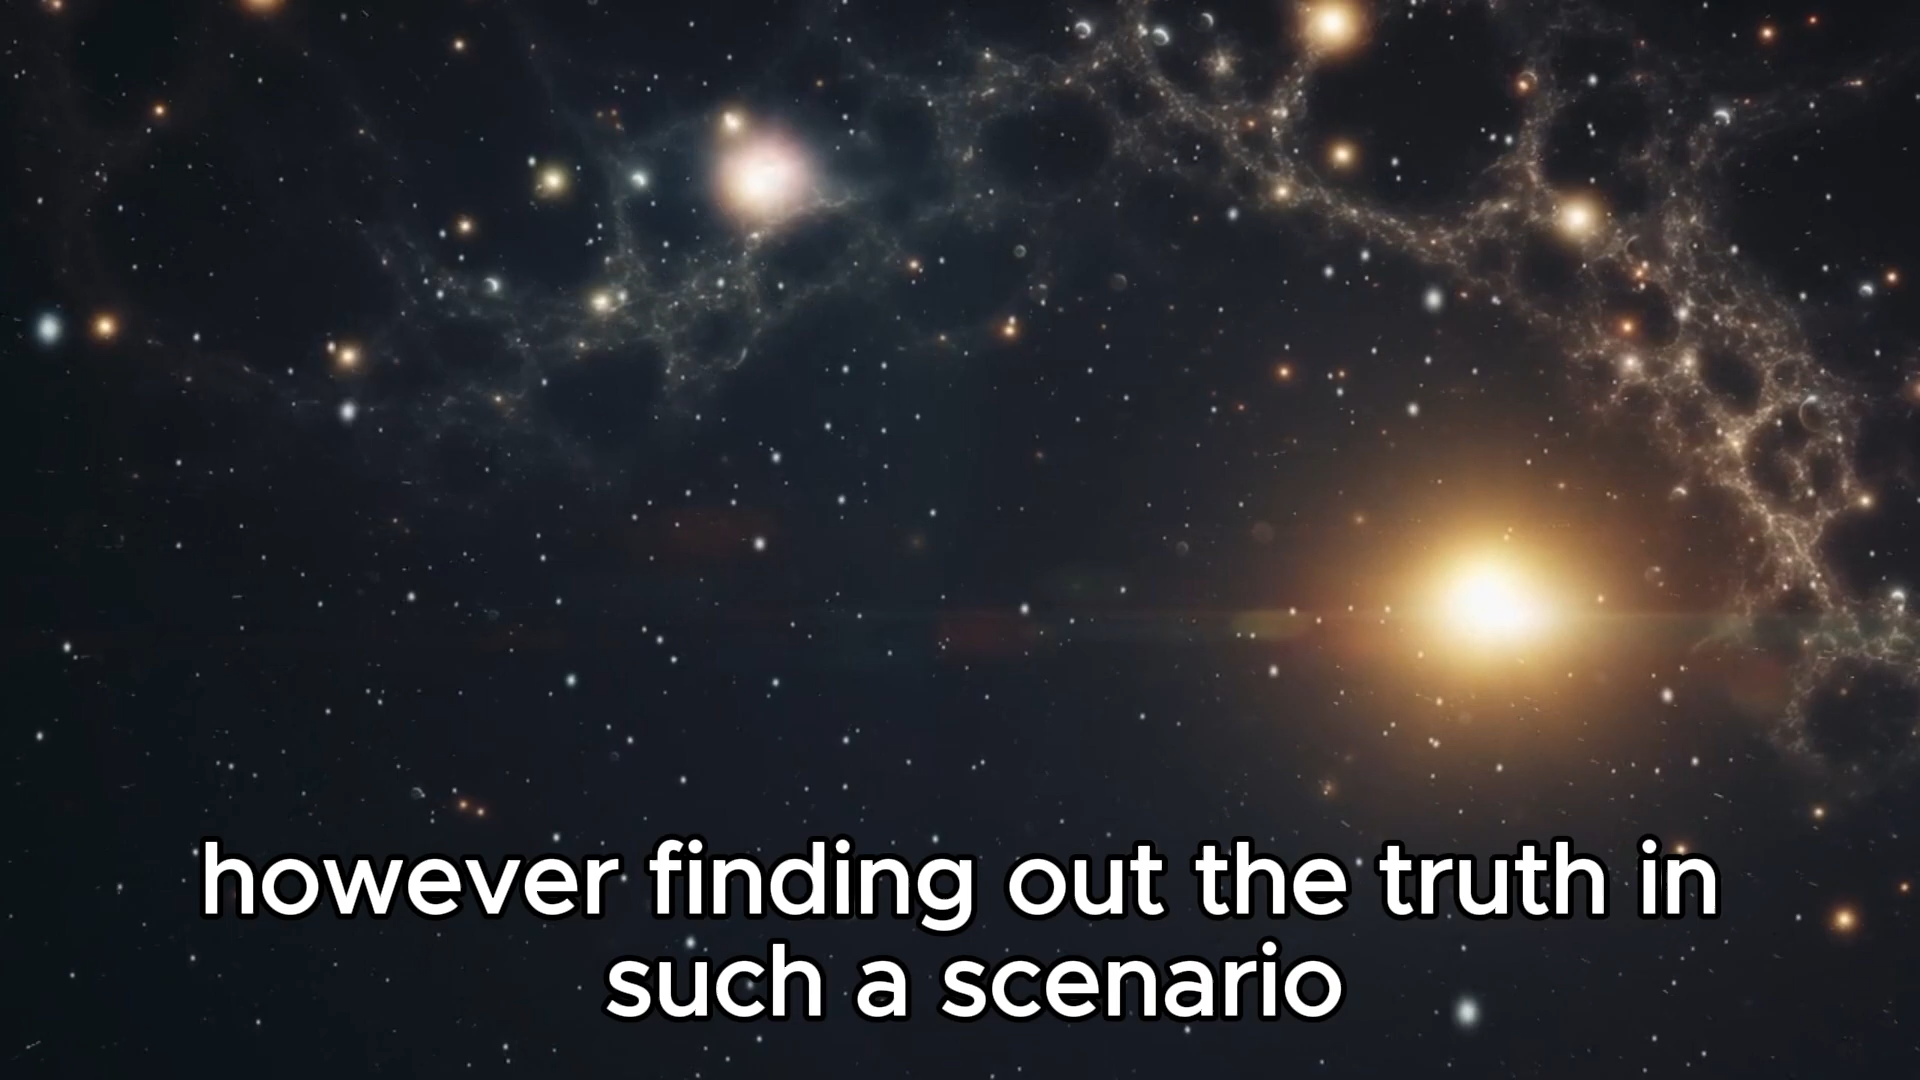 however finding out the truth in
such a scenario